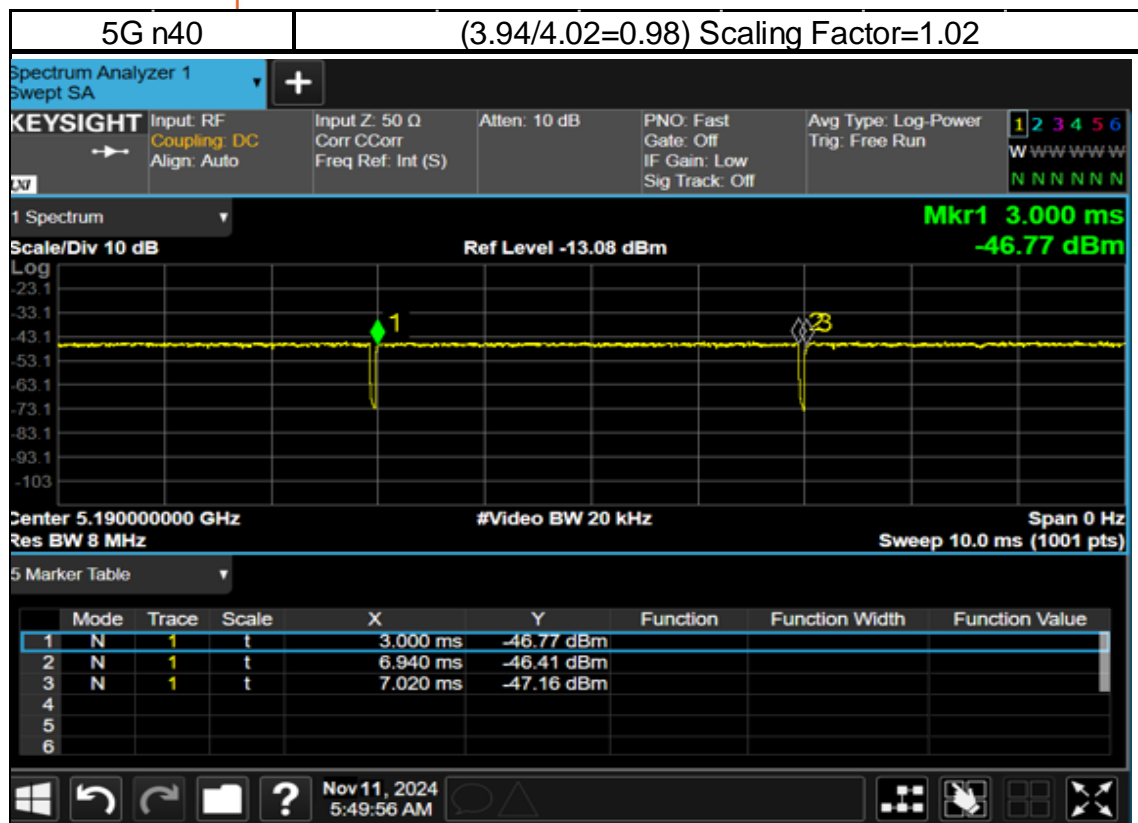 5G n40 (3.94/4.02=0.98) Scaling Factor=1.02
Spectrum Analyzer 1
Swept SA
+
KEYSIGHT Input: RF Input Z: 50 Ω Atten: 10 dB PNO: Fast Avg Type: Log-Power 1 2 3 4 5 6
Coupling: DC Corr CCorr Gate: Off Trig: Free Run W W W W W W
Align: Auto Freq Ref: Int (S) IF Gain: Low
LXI Sig Track: Off N N N N N N
1 Spectrum Mkr1 3.000 ms
Scale/Div 10 dB Ref Level -13.08 dBm -46.77 dBm
Log
-23.1
-33.1
1 2 3
-43.1
-53.1
-63.1
-73.1
-83.1
-93.1
-103
Center 5.190000000 GHz #Video BW 20 kHz Span 0 Hz
Res BW 8 MHz Sweep 10.0 ms (1001 pts)
5 Marker Table
Mode Trace Scale X Y Function Function Width Function Value
1 N 1 t 3.000 ms -46.77 dBm
2 N 1 t 6.940 ms -46.41 dBm
3 N 1 t 7.020 ms -47.16 dBm
4
5
6
? Nov 11, 2024
5:49:56 AM